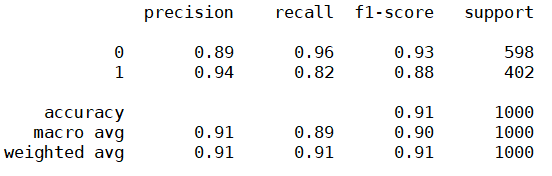 precision recall f1-score support
0 0.89 0.96 0.93 598
1 0.94 0.82 0.88 402
accuracy 0.91 1000
macro avg 0.91 0.89 0.90 1000
weighted avg 0.91 0.91 0.91 1000